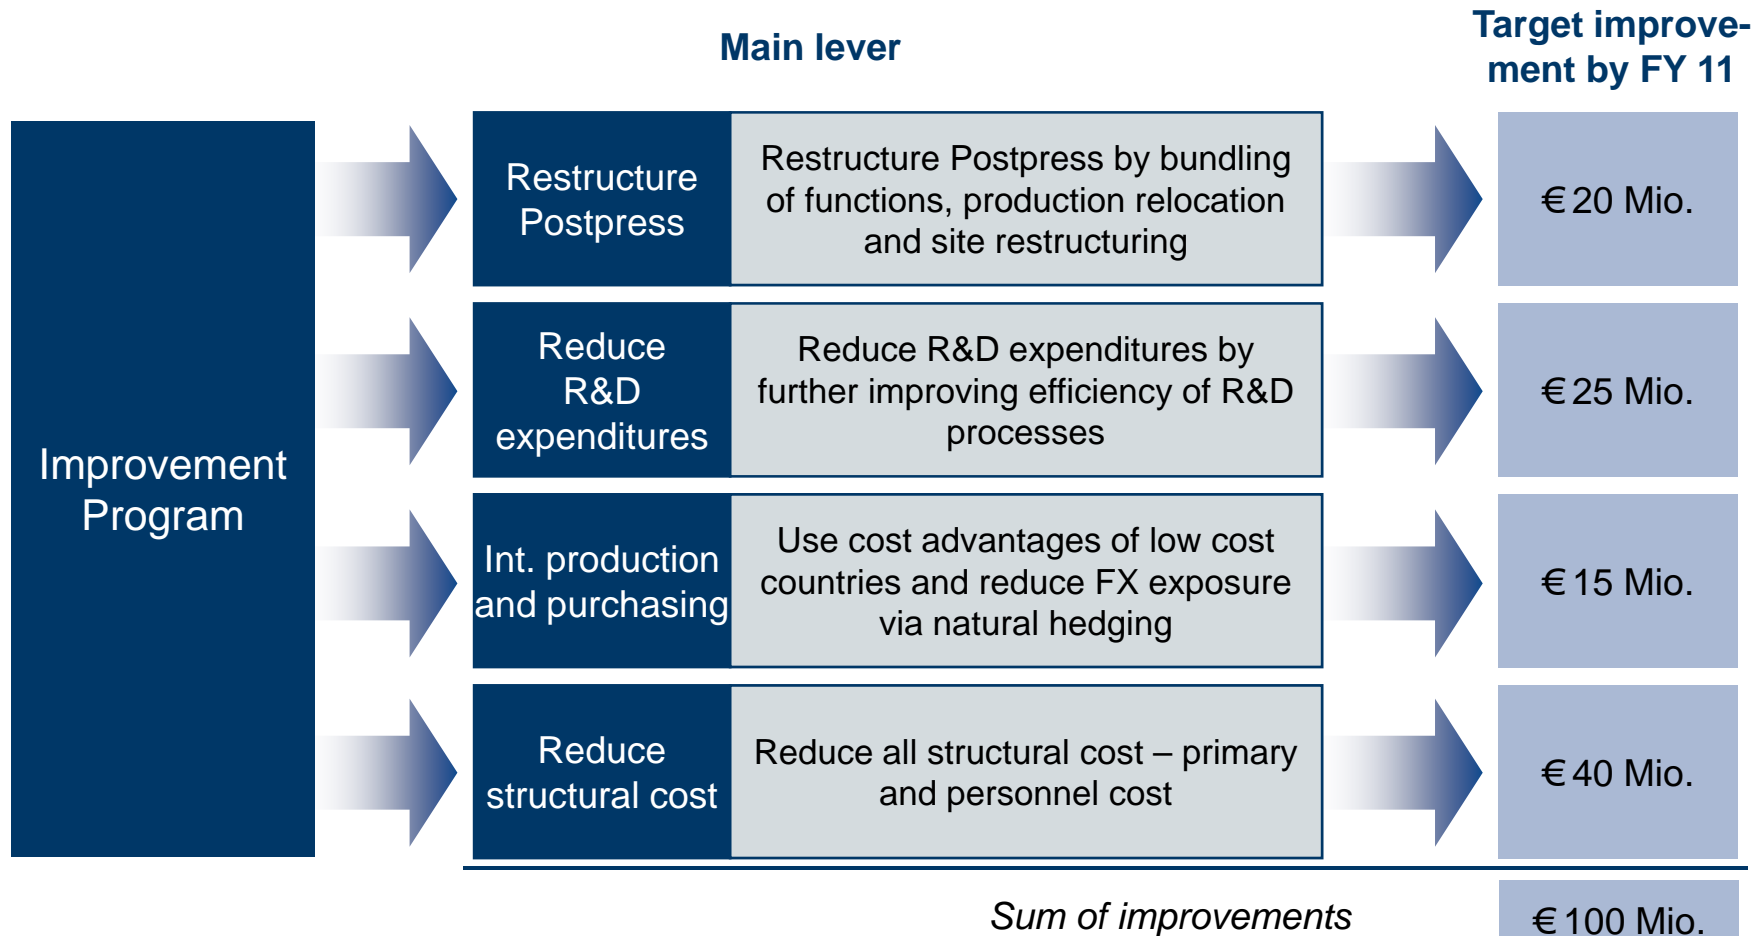 Main lever
Target improve-
ment by FY 11
Improvement
Program
Restructure
Postpress
Restructure Postpress by bundling
of functions, production relocation
and site restructuring
€ 20 Mio.
Reduce
R&D
expenditures
Reduce R&D expenditures by
further improving efficiency of R&D
processes
€ 25 Mio.
Int. production
and purchasing
Use cost advantages of low cost
countries and reduce FX exposure
via natural hedging
€ 15 Mio.
Reduce
structural cost
Reduce all structural cost – primary
and personnel cost
€ 40 Mio.
Sum of improvements
€ 100 Mio.